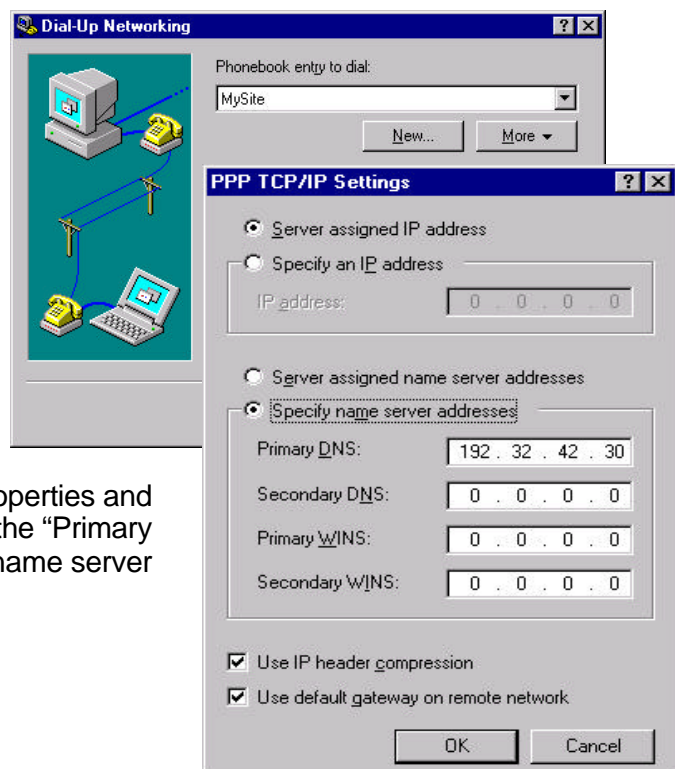 Dial-Up Networking
Phonebook entry to dial:
MySite
New...
More
PPP TCP/IP Settings
Server assigned IP address
Specify an IP address
IP address: 0 . 0 . 0 . 0
Server assigned name server addresses
Specify name server addresses
Primary DNS: 192 . 32 . 42 . 30
Secondary DNS: 0 . 0 . 0 . 0
Primary WINS: 0 . 0 . 0 . 0
Secondary WINS: 0 . 0 . 0 . 0
Use IP header compression
Use default gateway on remote network
OK
Cancel
operties and
the “Primary
name server